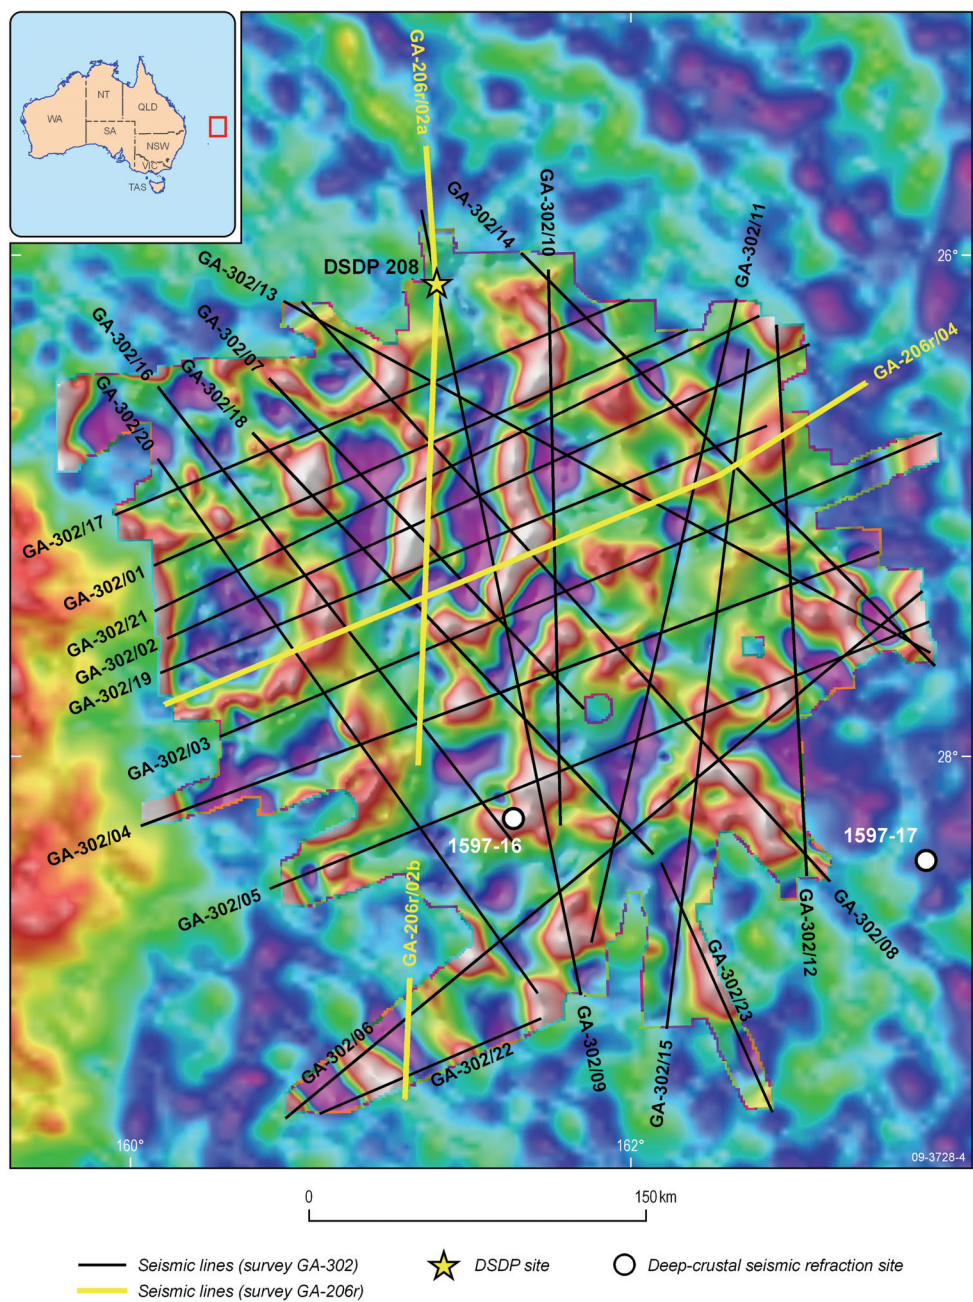 NT
QLD
WA
SA
NSW
VIC
TAS
GA-206r/02a
GA-302/14
GA-302/10
GA-302/11
26°
DSDP 208
GA-302/13
GA-302/16
GA-302/07
GA-206r/04
GA-302/18
GA-302/20
GA-302/17
GA-302/01
GA-302/21
GA-302/02
GA-302/19
GA-302/03
28°
GA-302/04
1597-16
1597-17
GA-302/05
GA-206r/02b
GA-302/12
GA-302/08
GA-302/23
GA-302/06
GA-302/22
GA-302/09
GA-302/15
160°
162°
09-3728-4
0
150 km
Seismic lines (survey GA-302)
DSDP site
Deep-crustal seismic refraction site
Seismic lines (survey GA-206r)